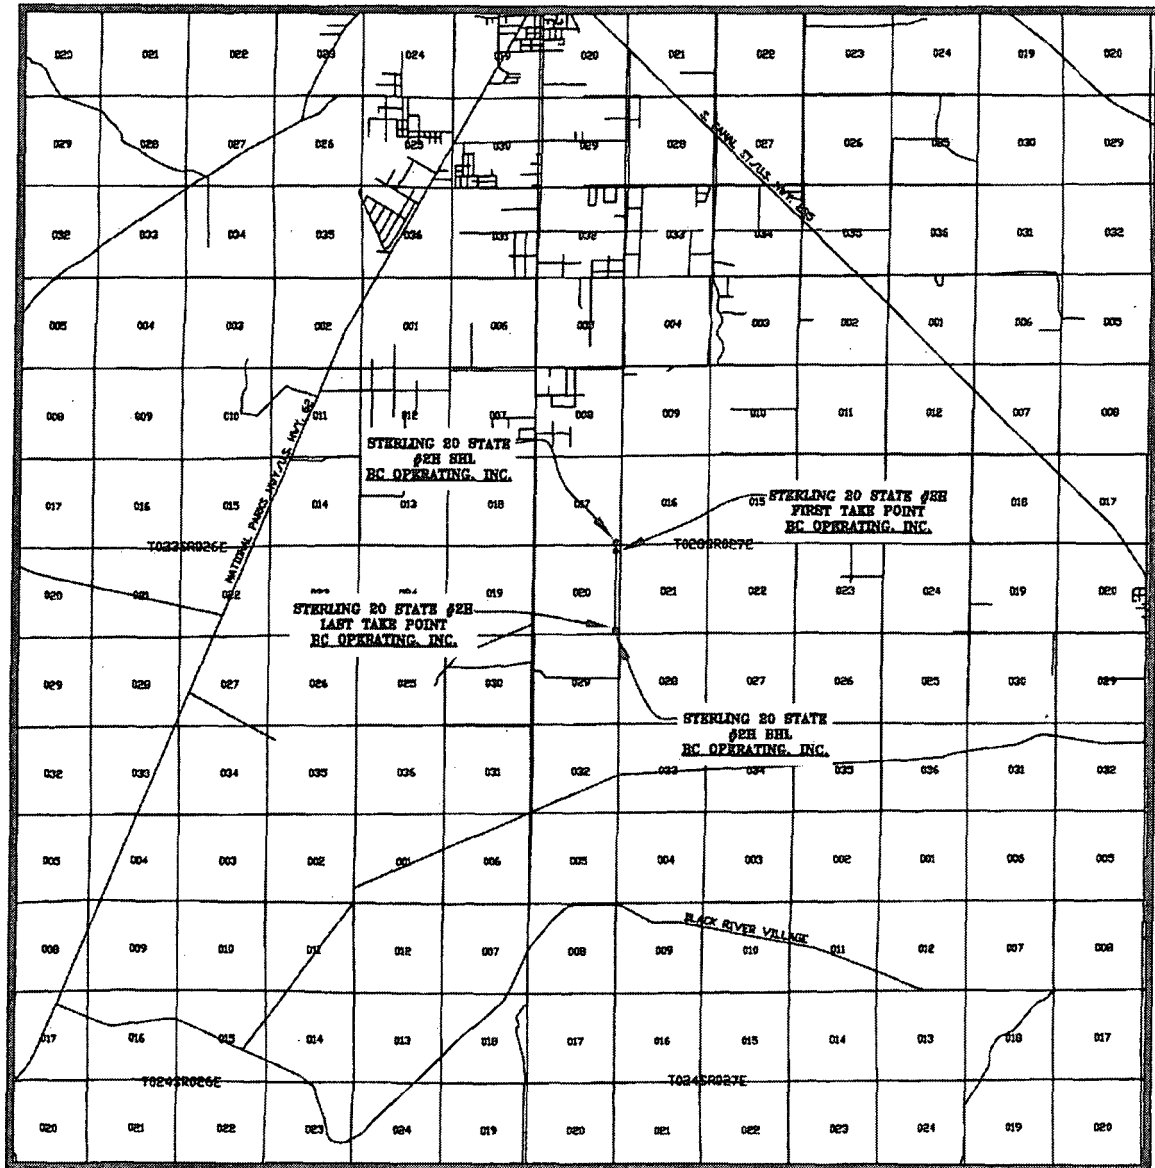 020 021 022 023 024 019 020 021 022 023 024 019 020
029 028 027 026 025 030 029 028 027 026 025 030 029
S. CANAL ST./U.S. HWY. 285
032 033 034 035 036 031 032 033 034 035 036 031 032
005 004 003 002 001 006 005 004 003 002 001 006 005
008 009 010 011 012 007 008 009 010 011 012 007 008
NATIONAL PARKS HWY./U.S. HWY. 62
STERLING 20 STATE
#2H SHL
BC OPERATING, INC.
017 016 015 014 013 018 017 016 015 018 017
STERLING 20 STATE #2H
FIRST TAKE POINT
BC OPERATING, INC.
T023SR026E T023SR027E
020 021 022 019 020 021 022 023 024 019 020
STERLING 20 STATE #2H
LAST TAKE POINT
BC OPERATING, INC.
029 028 027 026 025 030 029 028 027 026 025 030 029
STERLING 20 STATE
#2H BHL
BC OPERATING, INC.
032 033 034 035 036 031 032 033 034 035 036 031 032
005 004 003 002 001 006 005 004 003 002 001 006 005
BLACK RIVER VILLAGE
008 009 010 011 012 007 008 009 010 011 012 007 008
017 016 015 014 013 018 017 016 015 014 013 018 017
T024SR026E T024SR027E
020 021 022 023 024 019 020 021 022 023 024 019 020